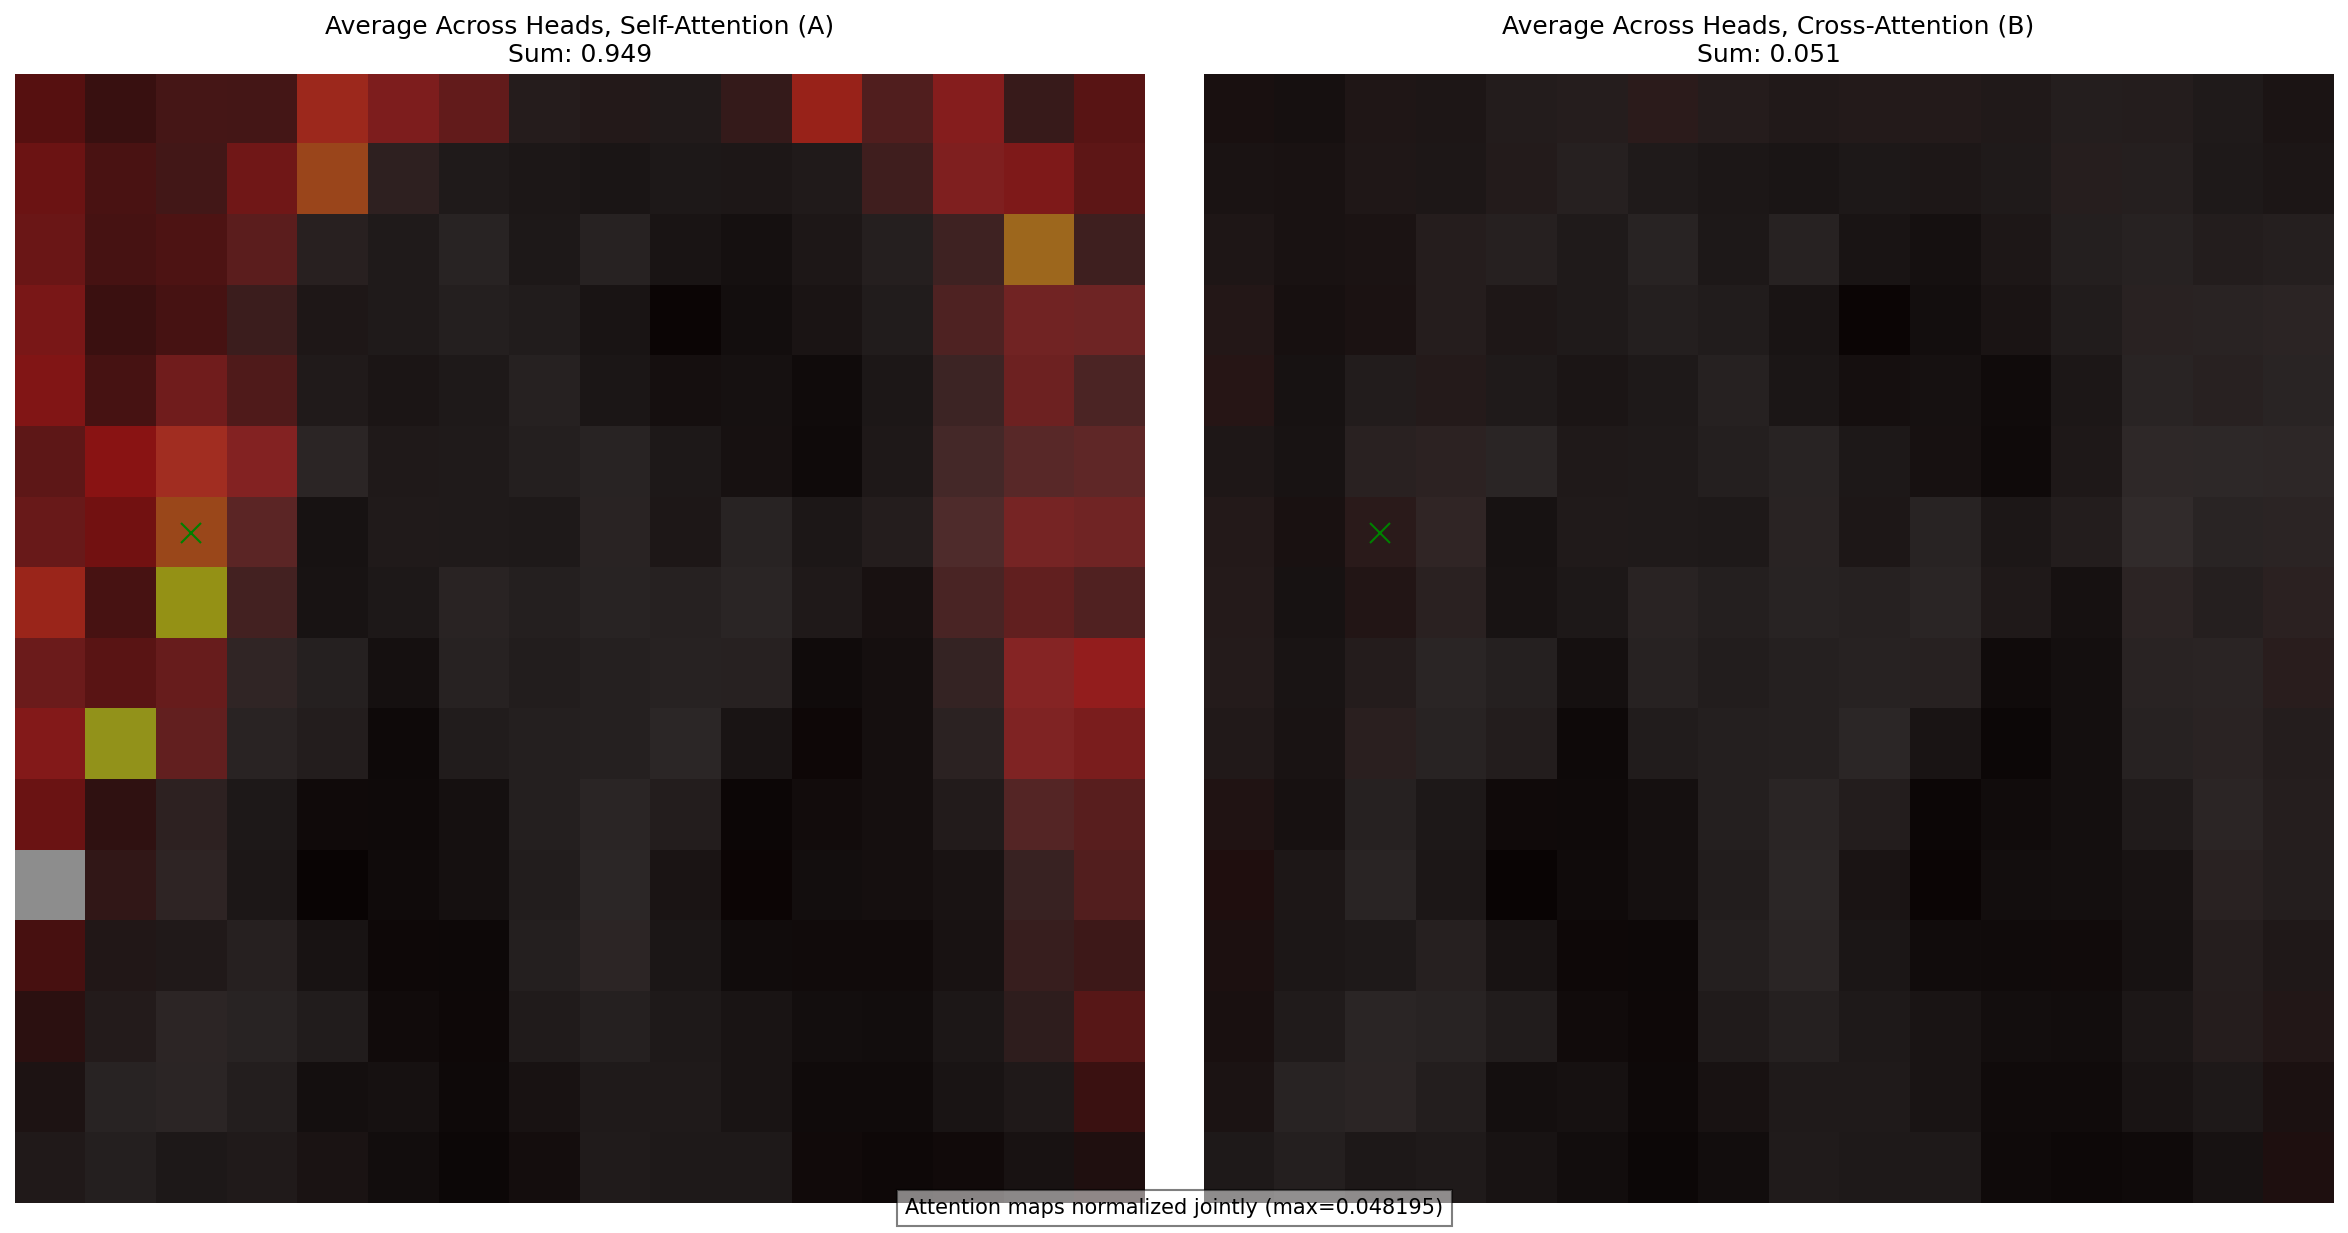 Average Across Heads, Self-Attention (A)
Sum: 0.949
Average Across Heads, Cross-Attention (B)
Sum: 0.051
Attention maps normalized jointly (max=0.048195)